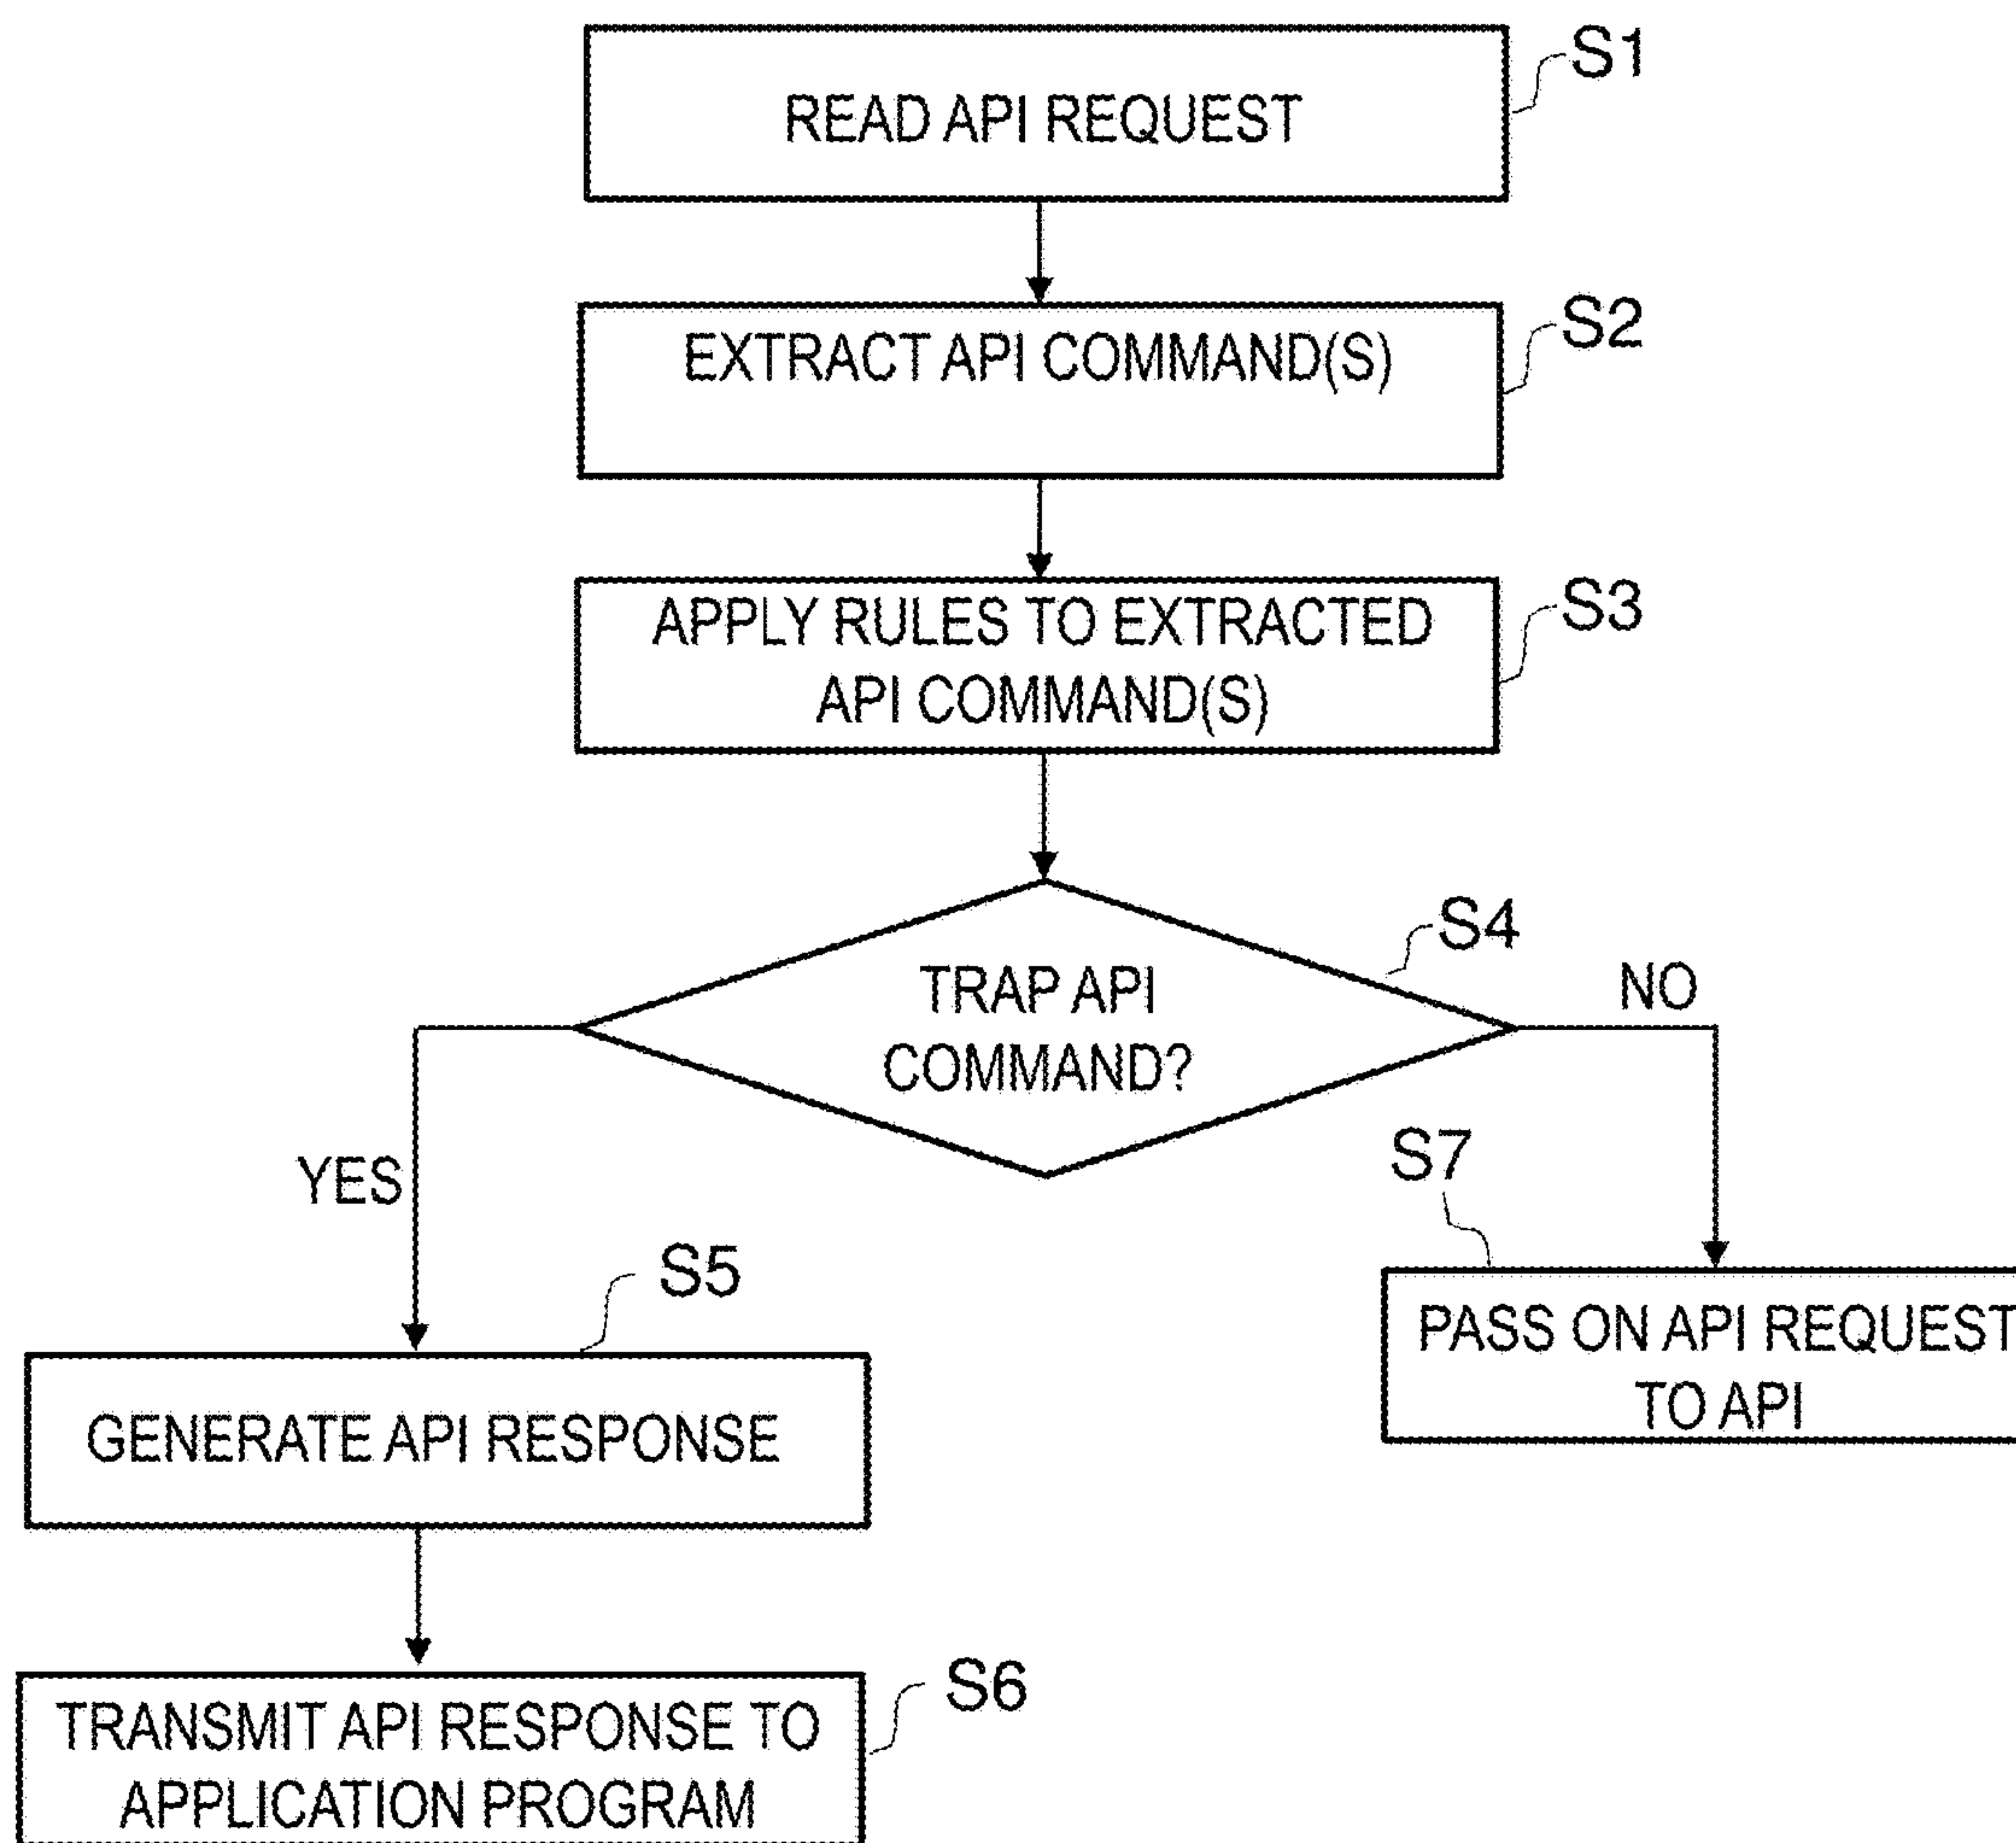 READ API REQUEST
S1
EXTRACT API COMMAND(S)
S2
APPLY RULES TO EXTRACTED
API COMMAND(S)
S3
TRAP API
COMMAND?
S4
NO
YES
S5
GENERATE API RESPONSE
S7
PASS ON API REQUEST
TO API
TRANSMIT API RESPONSE TO
APPLICATION PROGRAM
S6